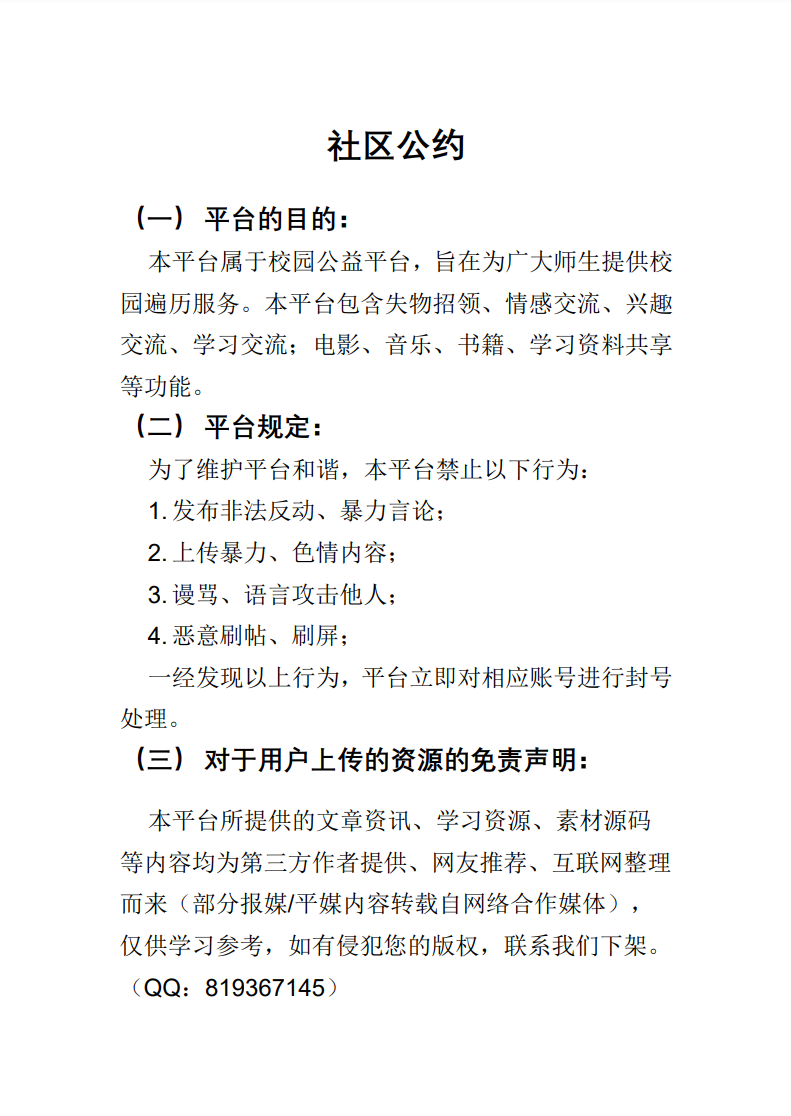 社区公约
（一） 平台的目的：
本平台属于校园公益平台，旨在为广大师生提供校
园遍历服务。本平台包含失物招领、情感交流、兴趣
交流、学习交流；电影、音乐、书籍、学习资料共享
等功能。
（二） 平台规定：
为了维护平台和谐，本平台禁止以下行为：
1. 发布非法反动、暴力言论；
2. 上传暴力、色情内容；
3. 谩骂、语言攻击他人；
4. 恶意刷帖、刷屏；
一经发现以上行为，平台立即对相应账号进行封号
处理。
（三） 对于用户上传的资源的免责声明：
本平台所提供的文章资讯、学习资源、素材源码
等内容均为第三方作者提供、网友推荐、互联网整理
而来（部分报媒/平媒内容转载自网络合作媒体），
仅供学习参考，如有侵犯您的版权，联系我们下架。
（QQ：819367145）